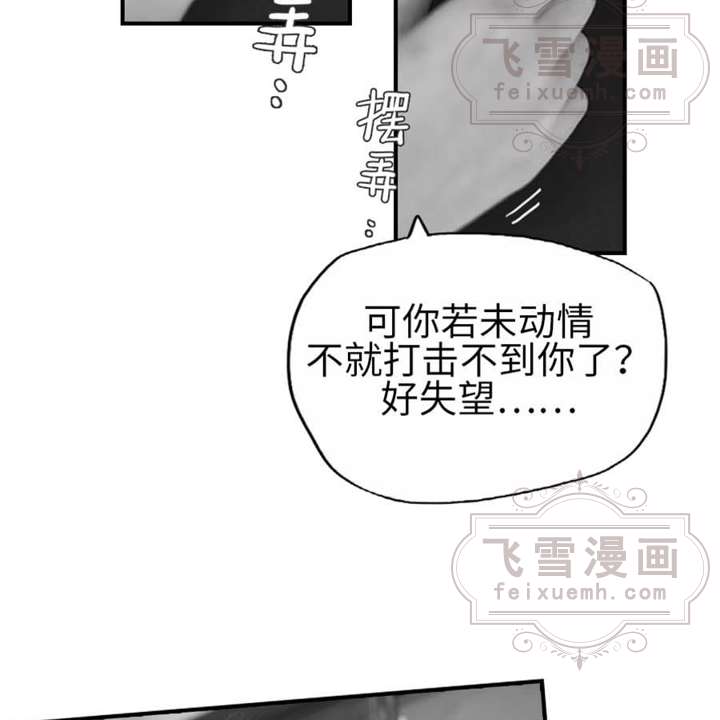 弄：
飞雪漫画
feixuemh.com
摆弄：
可你若未动情
不就打击不到你了？
好失望……
飞雪漫画
feixuemh.com